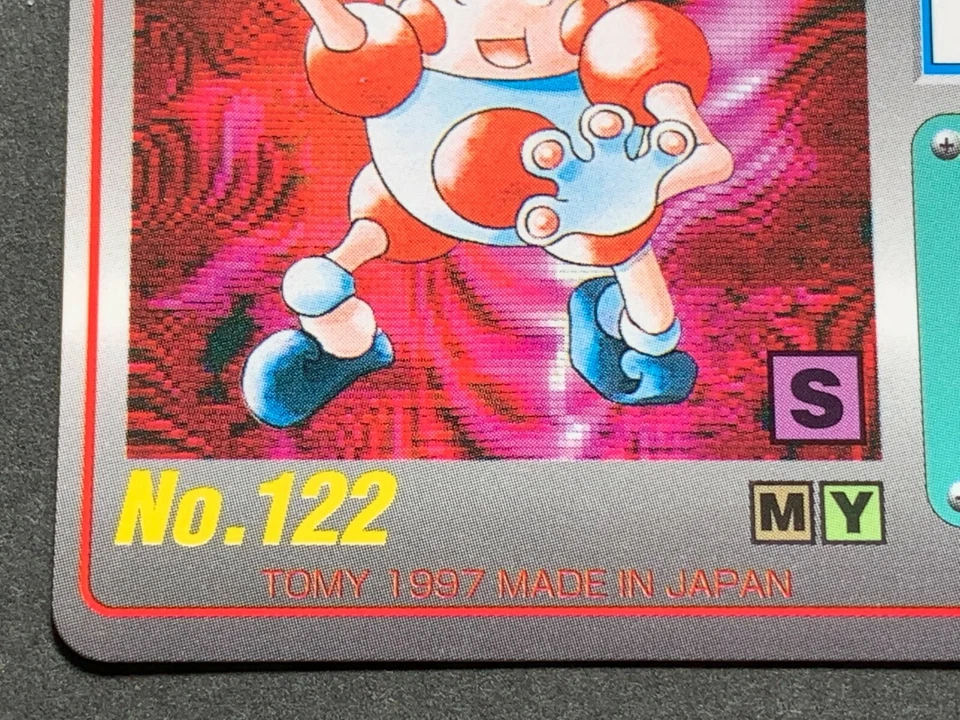 S
No.122
M Y
TOMY 1997 MADE IN JAPAN